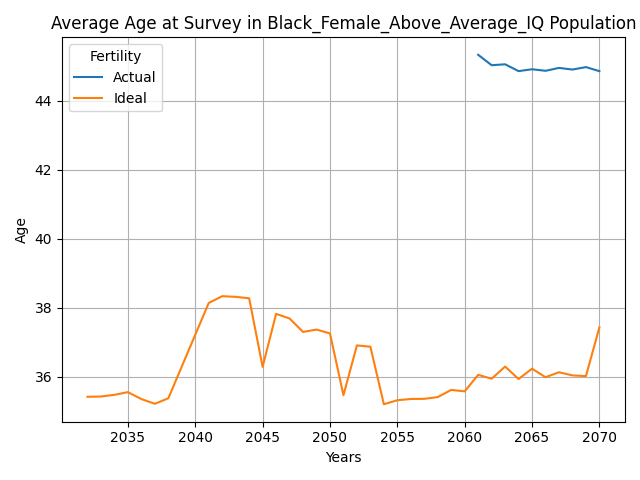 Average Age at Survey in Black_Female_Above_Average_IQ Population
Fertility
Actual
Ideal
44
42
40
38
36
Age
2035 2040 2045 2050 2055 2060 2065 2070
Years